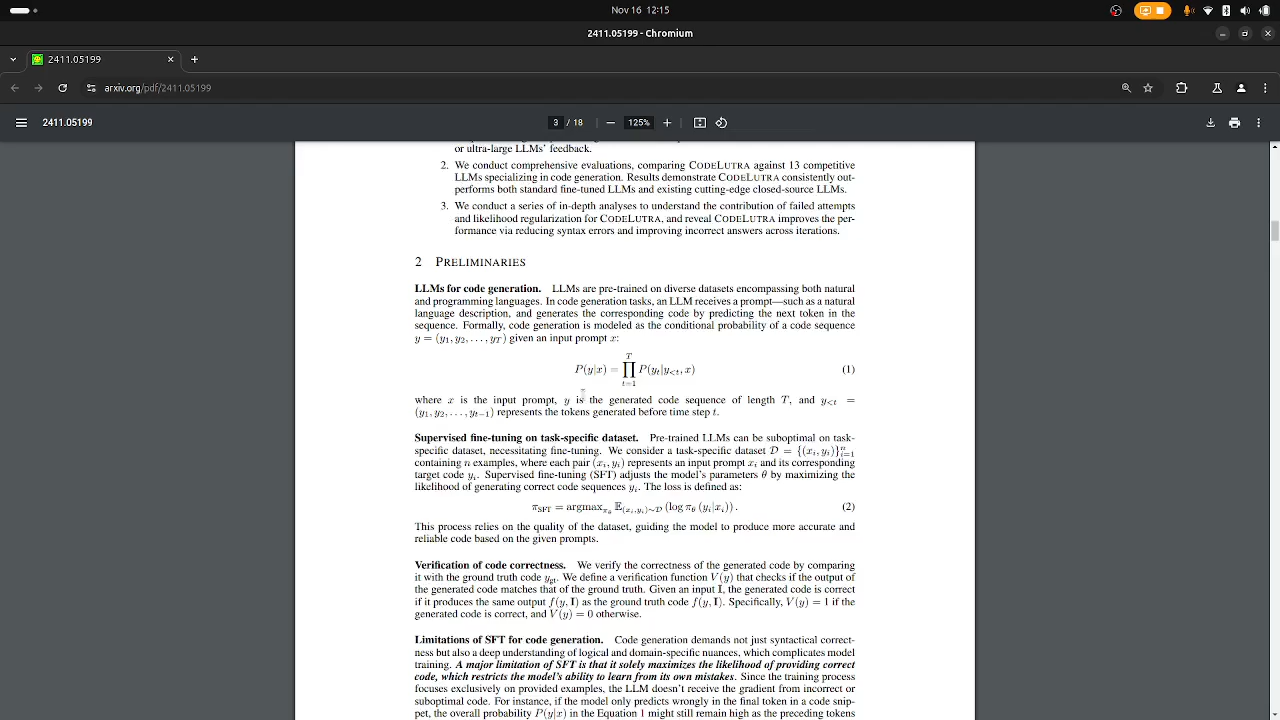 Nov 16 12:15
2411.05199 - Chromium
2411.05199
arxiv.org/pdf/2411.05199
2411.05199
3 / 18
125%
or ultra-large LLMs' feedback.
2. We conduct comprehensive evaluations, comparing CODELUTRA against 13 competitive
LLMs specializing in code generation. Results demonstrate CODELUTRA consistently out-
performs both standard fine-tuned LLMs and existing cutting-edge closed-source LLMs.
3. We conduct a series of in-depth analyses to understand the contribution of failed attempts
and likelihood regularization for CODELUTRA, and reveal CODELUTRA improves the per-
formance via reducing syntax errors and improving incorrect answers across iterations.
2 PRELIMINARIES
LLMs for code generation. LLMs are pre-trained on diverse datasets encompassing both natural
and programming languages. In code generation tasks, an LLM receives a prompt—such as a natural
language description, and generates the corresponding code by predicting the next token in the
sequence. Formally, code generation is modeled as the conditional probability of a code sequence
y = (y₁, y₂, . . . , y_T) given an input prompt x:
P(y|x) = ∏_{t=1}^{T} P(y_t|y_{<t}, x) (1)
where x is the input prompt, y is the generated code sequence of length T, and y_{<t} =
(y₁, y₂, . . . , y_{t−1}) represents the tokens generated before time step t.
Supervised fine-tuning on task-specific dataset. Pre-trained LLMs can be suboptimal on task-
specific dataset, necessitating fine-tuning. We consider a task-specific dataset D = {(x_i, y_i)}_{i=1}^{n}
containing n examples, where each pair (x_i, y_i) represents an input prompt x_i and its corresponding
target code y_i. Supervised fine-tuning (SFT) adjusts the model's parameters θ by maximizing the
likelihood of generating correct code sequences y_i. The loss is defined as:
π_SFT = argmax_{π_θ} 𝔼_{(x_i,y_i)∼D} (log π_θ (y_i|x_i)) . (2)
This process relies on the quality of the dataset, guiding the model to produce more accurate and
reliable code based on the given prompts.
Verification of code correctness. We verify the correctness of the generated code by comparing
it with the ground truth code y_gt. We define a verification function V(y) that checks if the output of
the generated code matches that of the ground truth. Given an input I, the generated code is correct
if it produces the same output f(y, I) as the ground truth code f(y, I). Specifically, V(y) = 1 if the
generated code is correct, and V(y) = 0 otherwise.
Limitations of SFT for code generation. Code generation demands not just syntactical correct-
ness but also a deep understanding of logical and domain-specific nuances, which complicates model
training. A major limitation of SFT is that it solely maximizes the likelihood of providing correct
code, which restricts the model's ability to learn from its own mistakes. Since the training process
focuses exclusively on provided examples, the LLM doesn't receive the gradient from incorrect or
suboptimal code. For instance, if the model only predicts wrongly in the final token in a code snip-
pet, the overall probability P(y|x) in the Equation 1 might still remain high as the preceding tokens